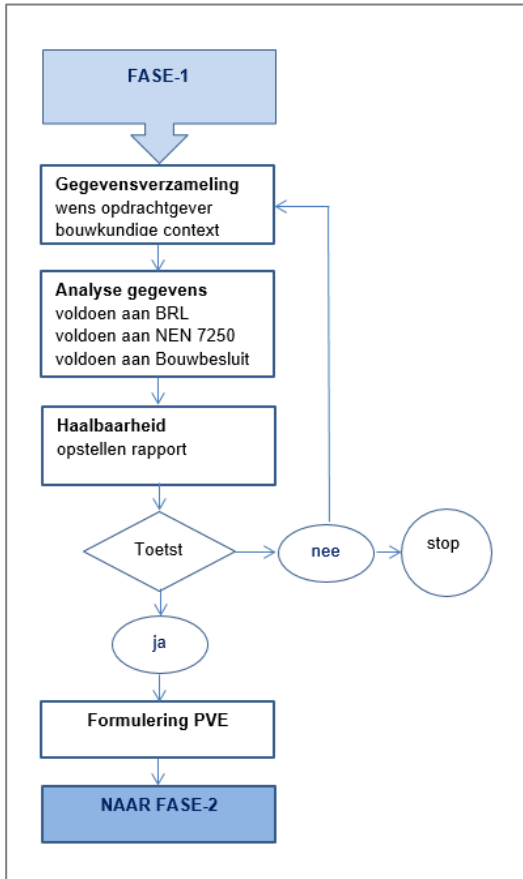 FASE-1
Gegevensverzameling
wens opdrachtgever
bouwkundige context
Analyse gegevens
voldoen aan BRL
voldoen aan NEN 7250
voldoen aan Bouwbesluit
Haalbaarheid
opstellen rapport
Toetst
nee
stop
ja
Formulering PVE
NAAR FASE-2